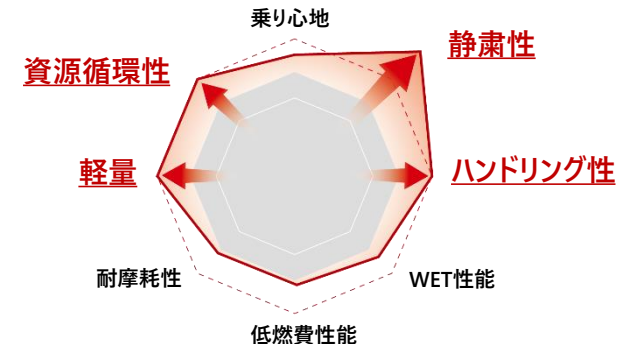 乗り心地
静粛性
資源循環性
軽量
ハンドリング性
耐摩耗性
WET性能
低燃費性能